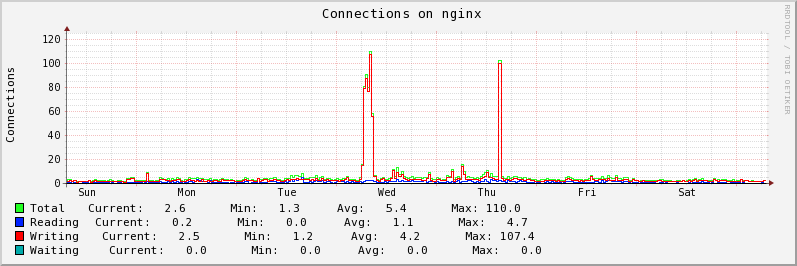 Connections on nginx
RRDTOOL / TOBI OETIKER
Connections
120
100
80
60
40
20
0
Sun Mon Tue Wed Thu Fri Sat
Total Current: 2.6 Min: 1.3 Avg: 5.4 Max: 110.0
Reading Current: 0.2 Min: 0.0 Avg: 1.1 Max: 4.7
Writing Current: 2.5 Min: 1.2 Avg: 4.2 Max: 107.4
Waiting Current: 0.0 Min: 0.0 Avg: 0.0 Max: 0.0